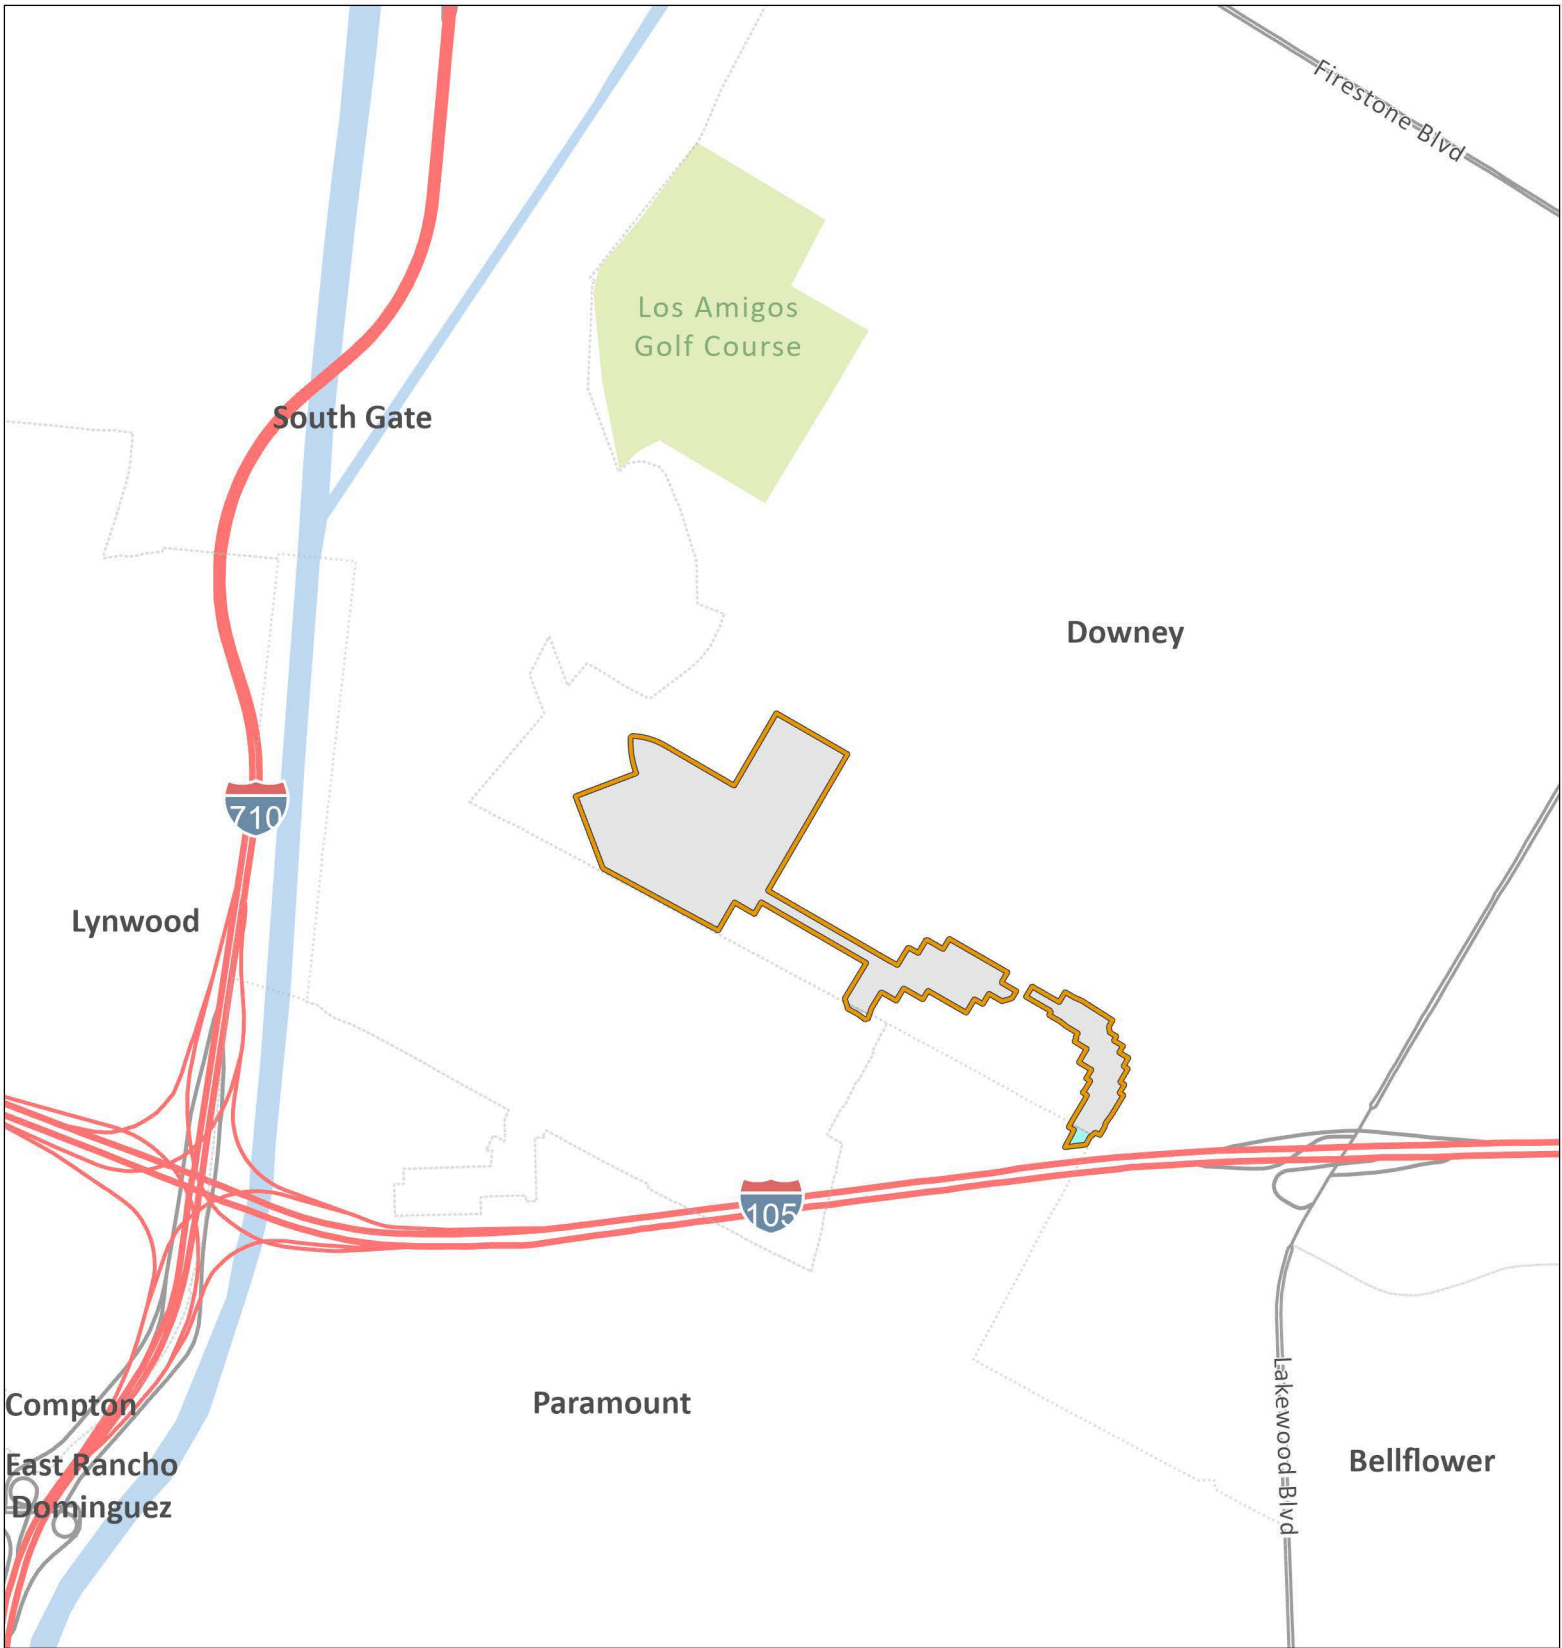 Firestone Blvd
Los Amigos
Golf Course
South Gate
Downey
710
Lynwood
105
Compton
Paramount
East Rancho
Dominguez
Lakewood Blvd
Bellflower